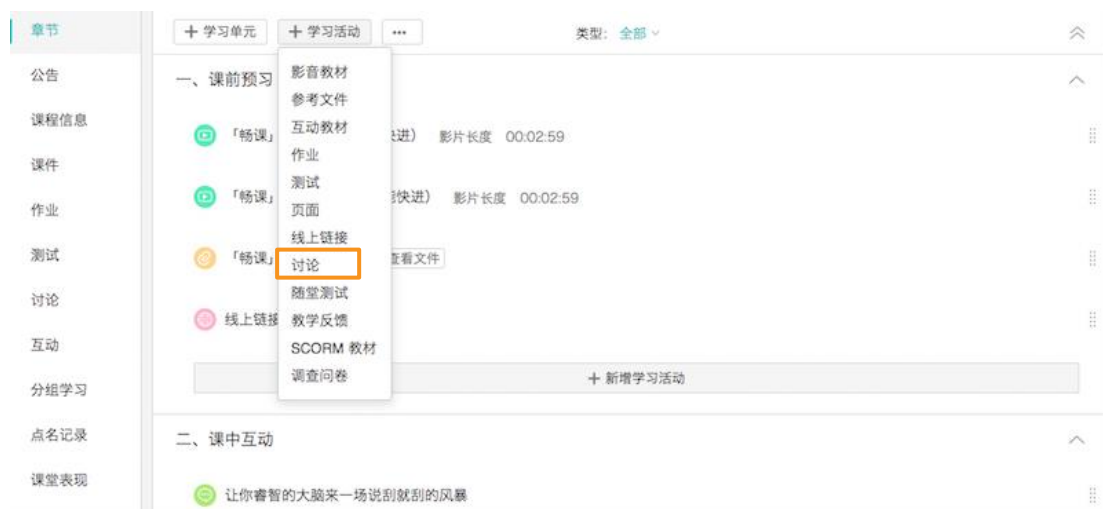 章节
公告
课程信息
课件
作业
测试
讨论
互动
分组学习
点名记录
课堂表现
+ 学习单元
+ 学习活动
•••
类型: 全部
影音教材
参考文件
互动教材
作业
测试
页面
线上链接
讨论
随堂测试
教学反馈
SCORM 教材
调查问卷
一、课前预习
「畅课」 快进） 影片长度 00:02:59
「畅课」 快进） 影片长度 00:02:59
「畅课」 查看文件
线上链接
+ 新增学习活动
二、课中互动
让你睿智的大脑来一场说刮就刮的风暴